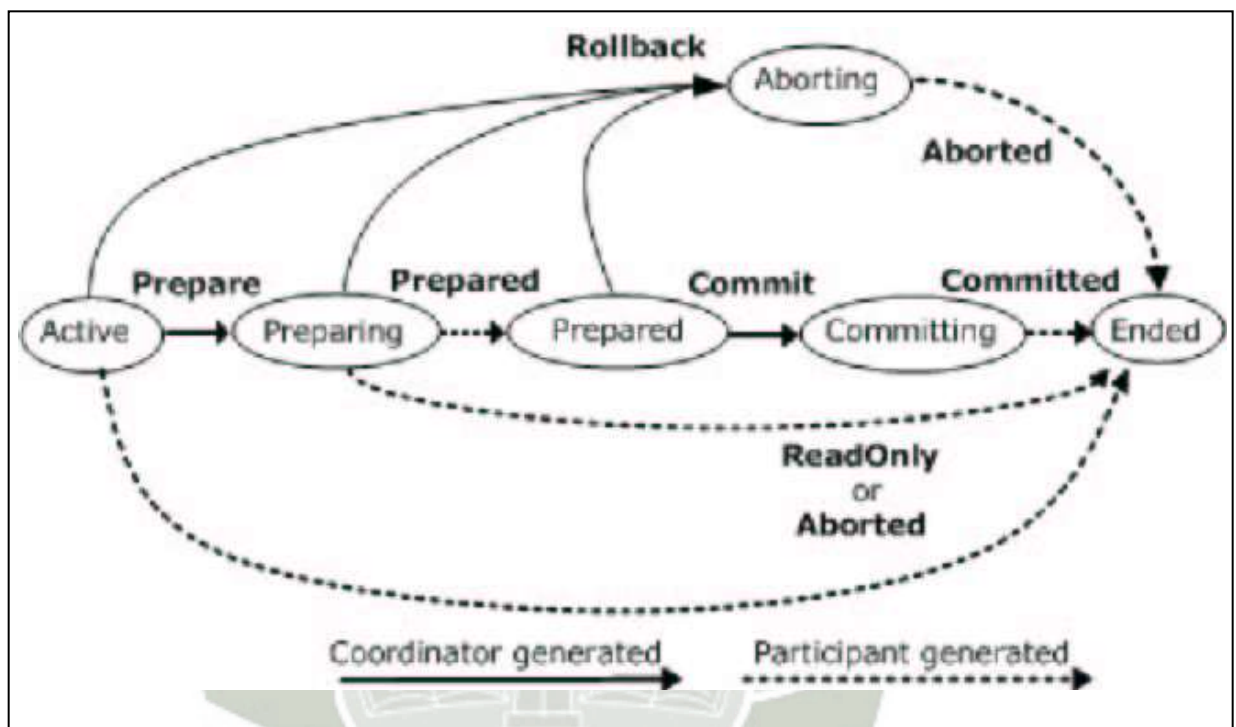 Rollback
Aborting
Aborted
Prepare
Prepared
Commit
Committed
Active
Preparing
Prepared
Committing
Ended
ReadOnly
or
Aborted
Coordinator generated
Participant generated